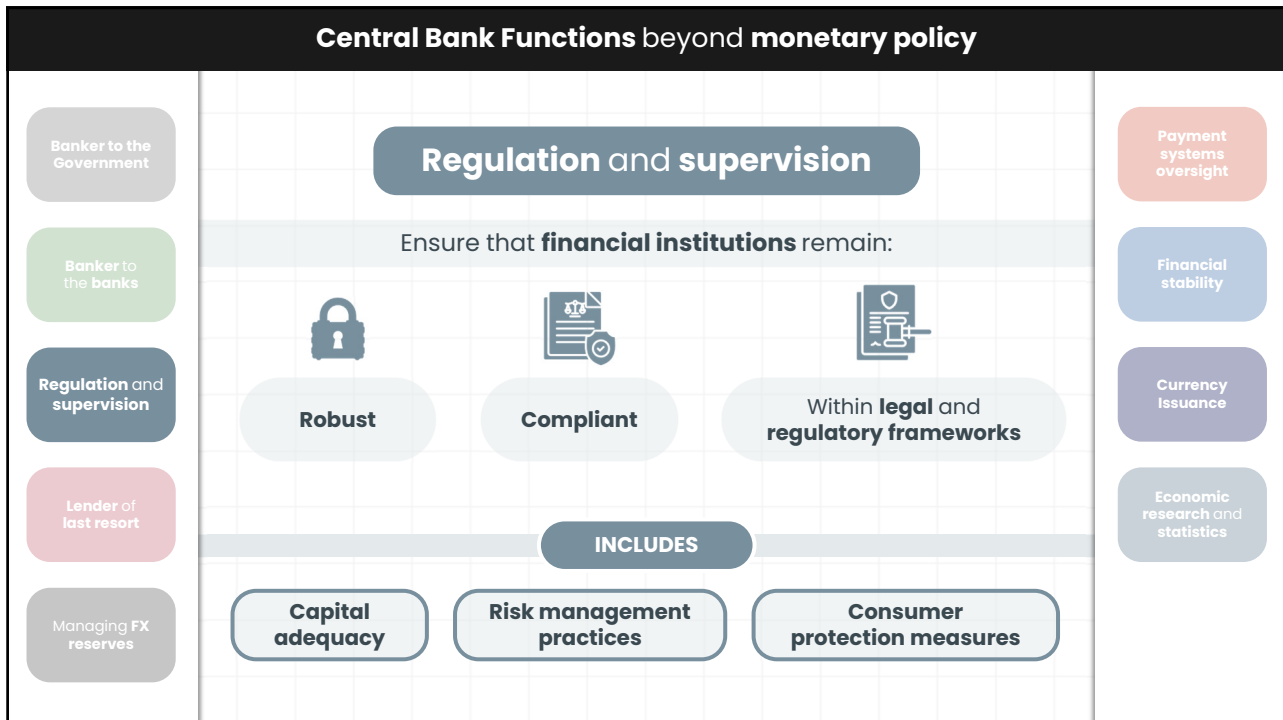 Central Bank Functions beyond monetary policy
Banker to the
Government
Banker to
the banks
Regulation and
supervision
Lender of
last resort
Managing FX
reserves
Regulation and supervision
Ensure that financial institutions remain:
Robust
Compliant
Within legal and
regulatory frameworks
INCLUDES
Capital
adequacy
Risk management
practices
Consumer
protection measures
Payment
systems
oversight
Financial
stability
Currency
Issuance
Economic
research and
statistics